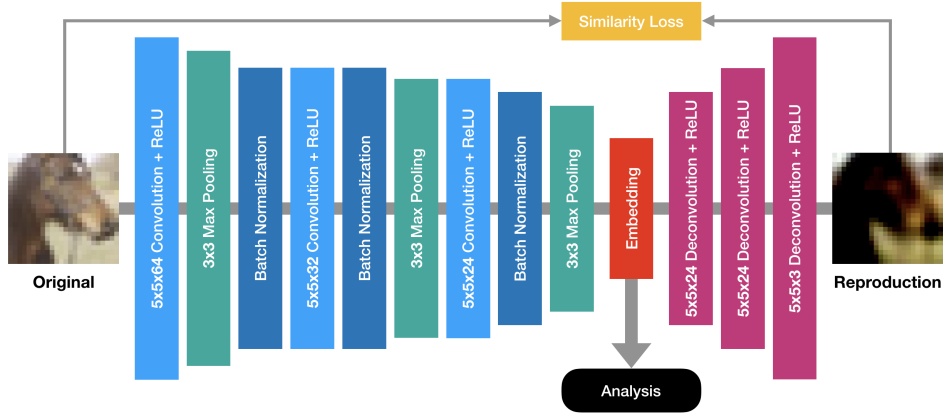 Similarity Loss
Original
5x5x64 Convolution + ReLU
3x3 Max Pooling
Batch Normalization
5x5x32 Convolution + ReLU
Batch Normalization
3x3 Max Pooling
5x5x24 Convolution + ReLU
Batch Normalization
3x3 Max Pooling
Embedding
5x5x24 Deconvolution + ReLU
5x5x24 Deconvolution + ReLU
5x5x3 Deconvolution + ReLU
Reproduction
Analysis